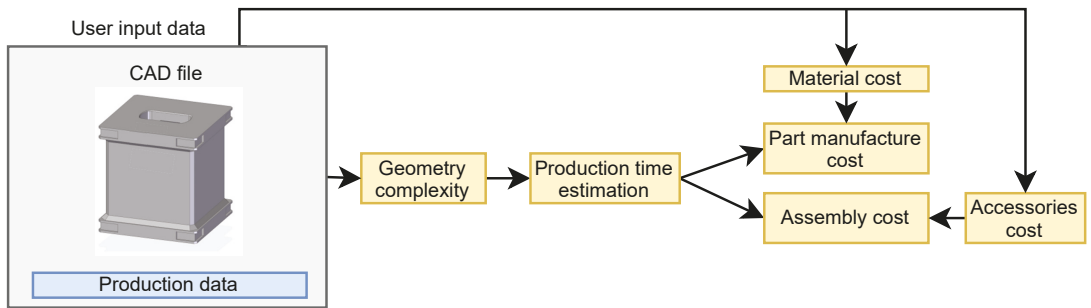 User input data
CAD file
Production data
Geometry
complexity
Production time
estimation
Material cost
Part manufacture
cost
Assembly cost
Accessories
cost